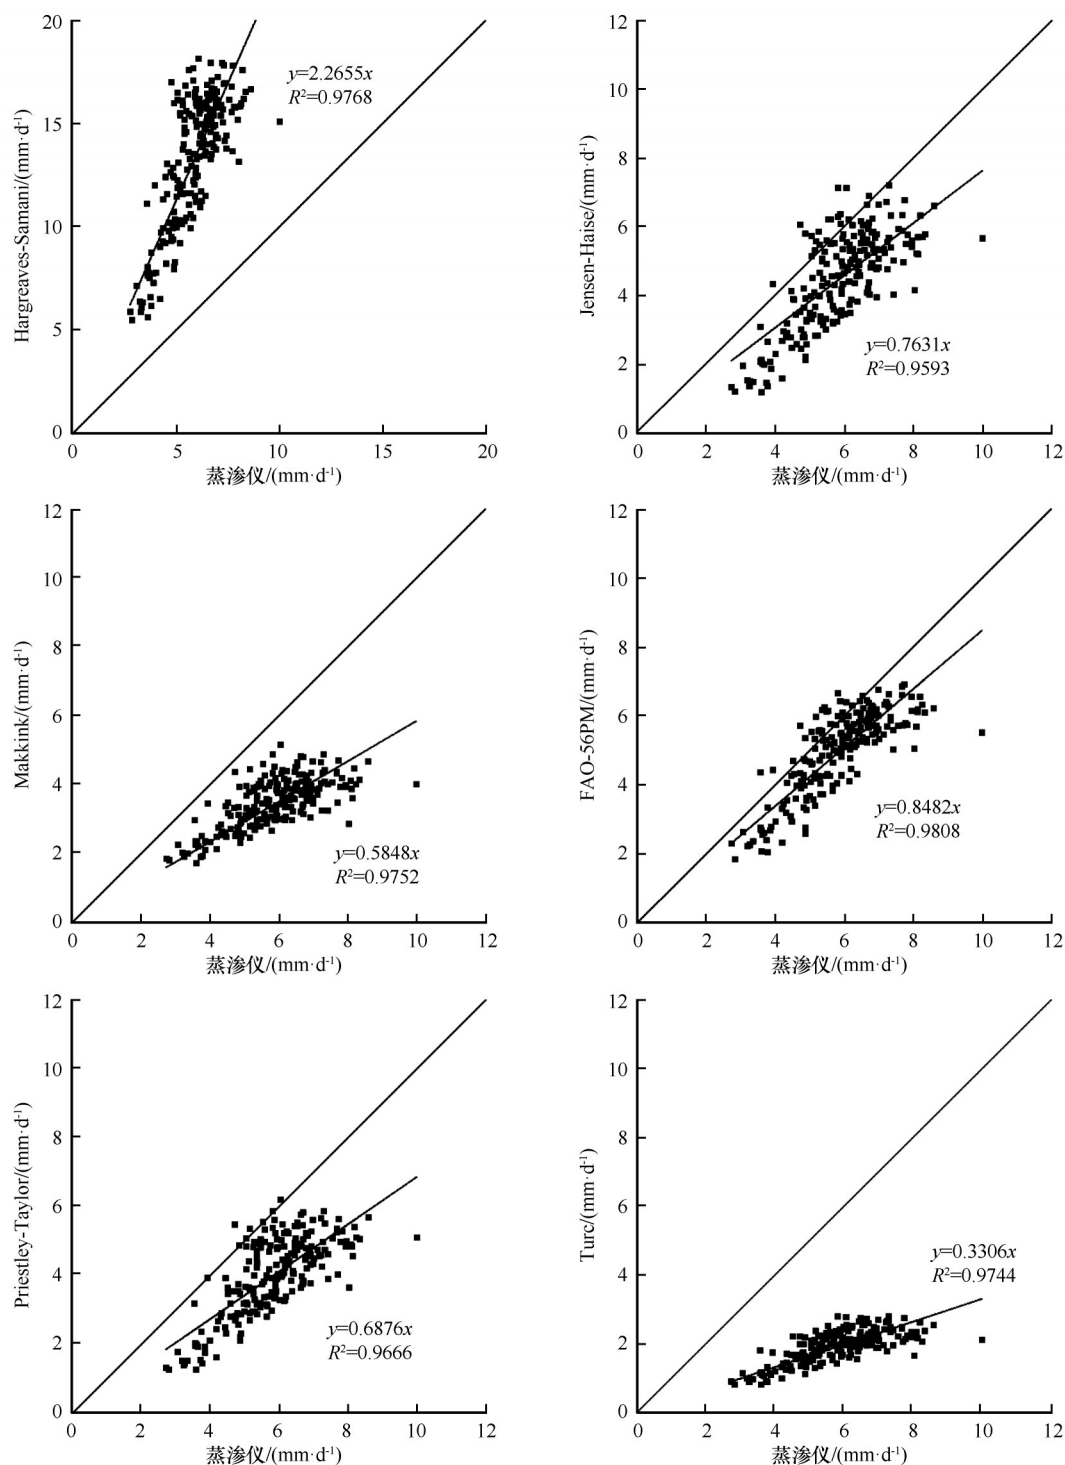 20
15
10
5
0
Hargreaves-Samani/(mm·d⁻¹)
y=2.2655x
R²=0.9768
0 5 10 15 20
蒸渗仪/(mm·d⁻¹)
12
10
8
6
4
2
0
Jensen-Haise/(mm·d⁻¹)
y=0.7631x
R²=0.9593
0 2 4 6 8 10 12
蒸渗仪/(mm·d⁻¹)
12
10
8
6
4
2
0
Makkink/(mm·d⁻¹)
y=0.5848x
R²=0.9752
0 2 4 6 8 10 12
蒸渗仪/(mm·d⁻¹)
12
10
8
6
4
2
0
FAO-56PM/(mm·d⁻¹)
y=0.8482x
R²=0.9808
0 2 4 6 8 10 12
蒸渗仪/(mm·d⁻¹)
12
10
8
6
4
2
0
Priestley-Taylor/(mm·d⁻¹)
y=0.6876x
R²=0.9666
0 2 4 6 8 10 12
蒸渗仪/(mm·d⁻¹)
12
10
8
6
4
2
0
Turc/(mm·d⁻¹)
y=0.3306x
R²=0.9744
0 2 4 6 8 10 12
蒸渗仪/(mm·d⁻¹)